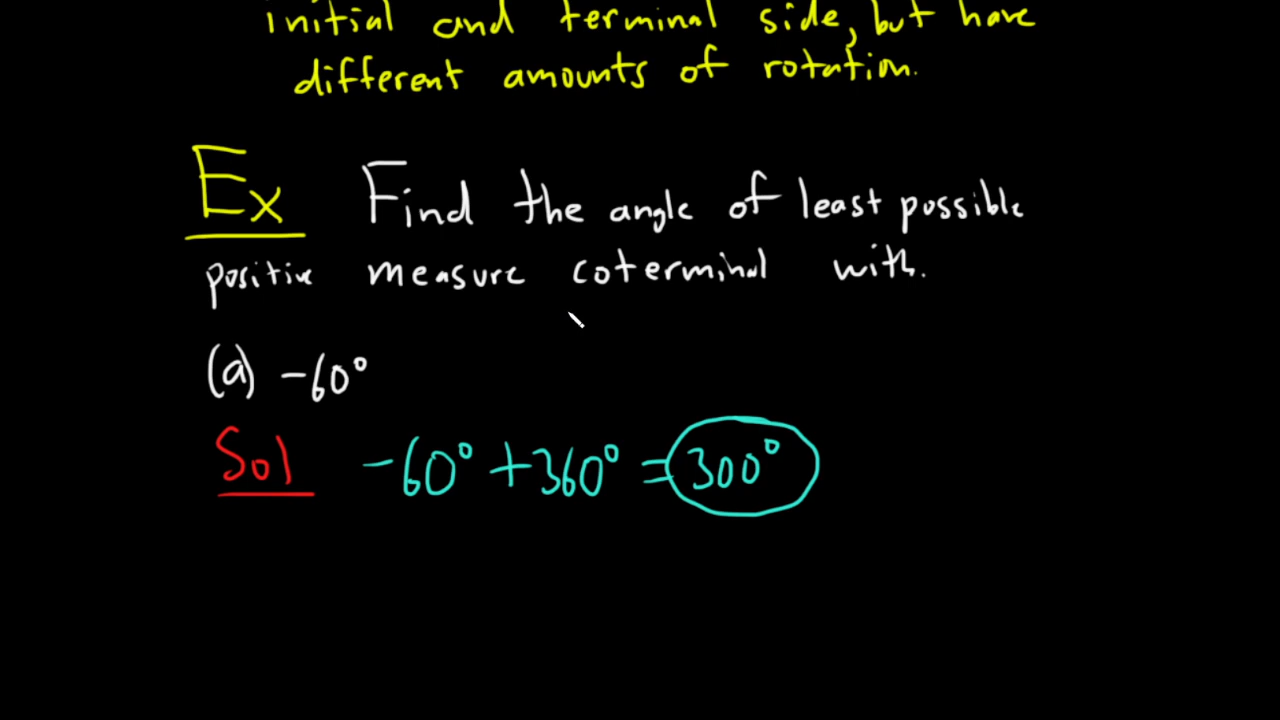 initial and terminal side, but have
different amounts of rotation.
Ex Find the angle of least possible
positive measure coterminal with.
(a) -60°
Sol -60° + 360° = 300°